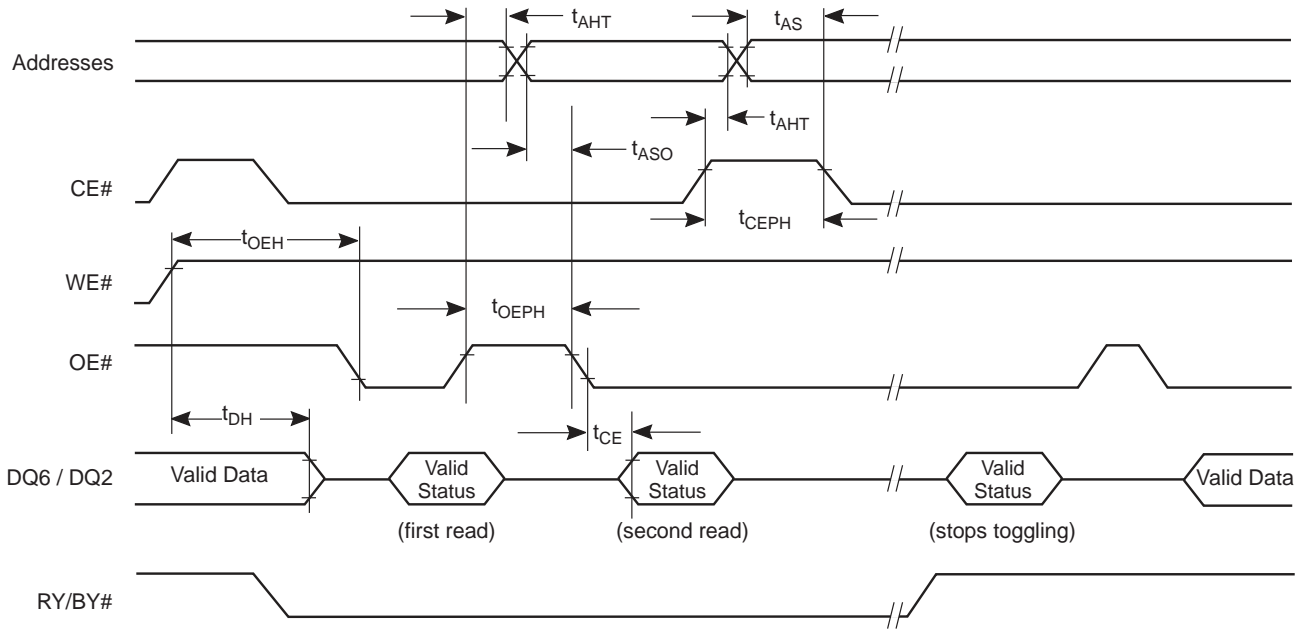 tAHT
tAS
Addresses
tAHT
tASO
CE#
tCEPH
tOEH
WE#
tOEPH
OE#
tDH
tCE
DQ6 / DQ2
Valid Data
Valid
Status
Valid
Status
Valid
Status
Valid Data
(first read)
(second read)
(stops toggling)
RY/BY#